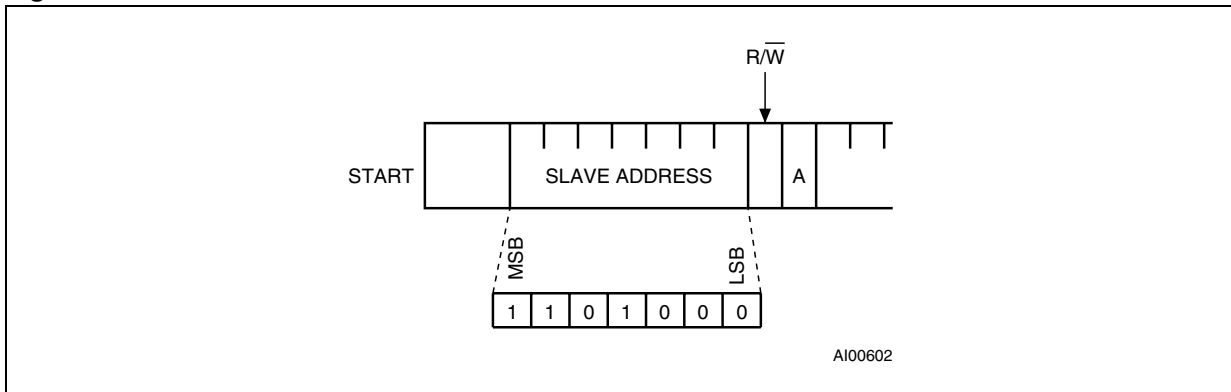 R/W̅
START
SLAVE ADDRESS
A
MSB
LSB
1 1 0 1 0 0 0
AI00602